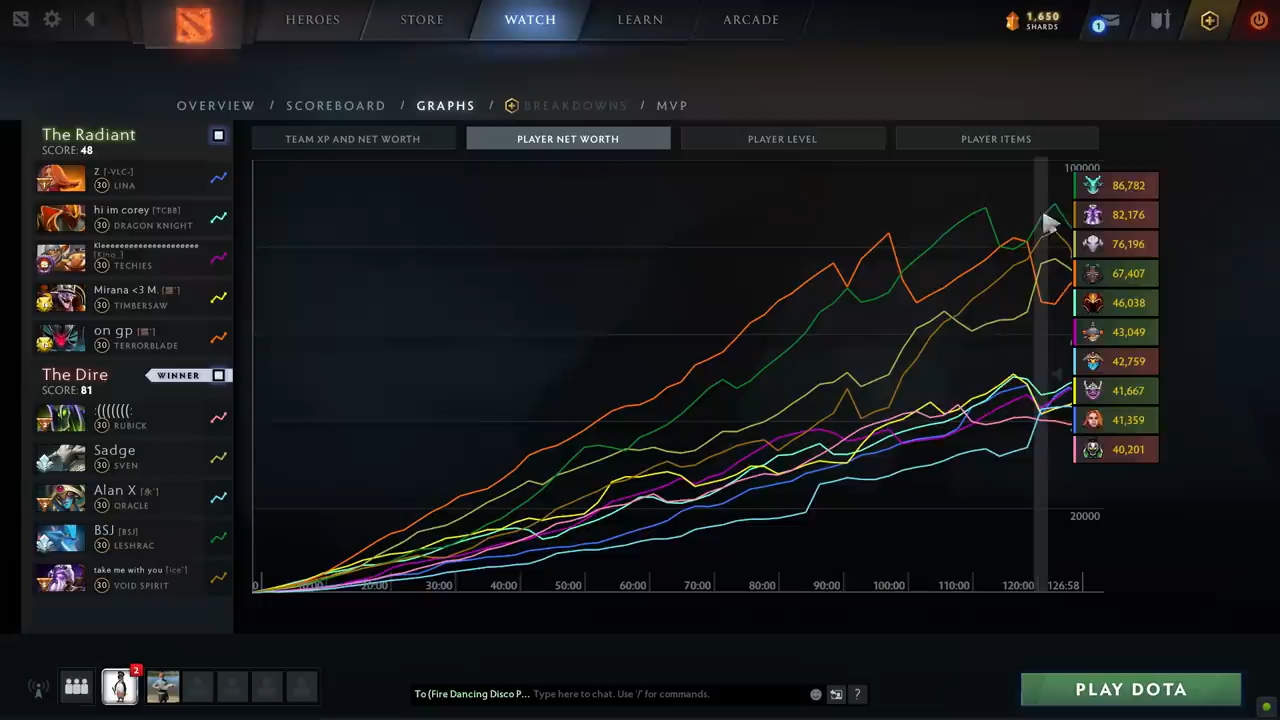 HEROES STORE WATCH LEARN ARCADE
1,650
SHARDS
1
OVERVIEW / SCOREBOARD / GRAPHS / BREAKDOWNS / MVP
The Radiant
SCORE: 48
Z [-VLC-]
30 LINA
hi im corey [TCBB]
30 DRAGON KNIGHT
30 TECHIES
Mirana <3 M.
30 TIMBERSAW
on gp
30 TERRORBLADE
The Dire
WINNER
SCORE: 81
:(((((((:
30 RUBICK
Sadge
30 SVEN
Alan X
30 ORACLE
BSJ [BSJ]
30 LESHRAC
take me with you [ice']
30 VOID SPIRIT
TEAM XP AND NET WORTH PLAYER NET WORTH PLAYER LEVEL PLAYER ITEMS
100000
86,782
82,176
76,196
67,407
46,038
43,049
42,759
41,667
41,359
40,201
20000
0 20:00 30:00 40:00 50:00 60:00 70:00 80:00 90:00 100:00 110:00 120:00 126:58
2
To (Fire Dancing Disco P... Type here to chat. Use '/' for commands.
?
PLAY DOTA